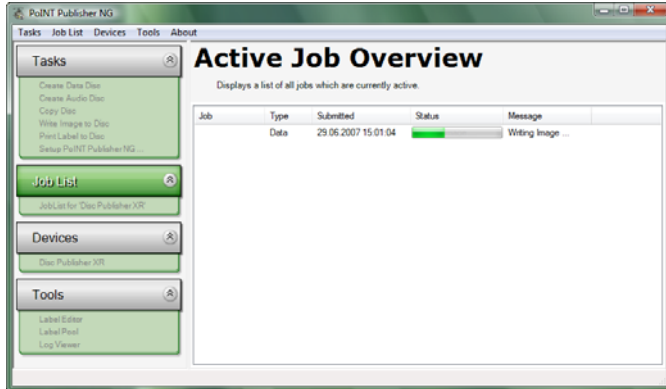 PoINT Publisher NG
Tasks Job List Devices Tools About
Tasks
Create Data Disc
Create Audio Disc
Copy Disc
Write Image to Disc
Print Label to Disc
Setup PoINT Publisher NG ...
Job List
JobList for 'Disc Publisher XR'
Devices
Disc Publisher XR
Tools
Label Editor
Label Pool
Log Viewer
Active Job Overview
Displays a list of all jobs which are currently active.
Job Type Submitted Status Message
Data 29.06.2007 15:01:04 Writing Image ...